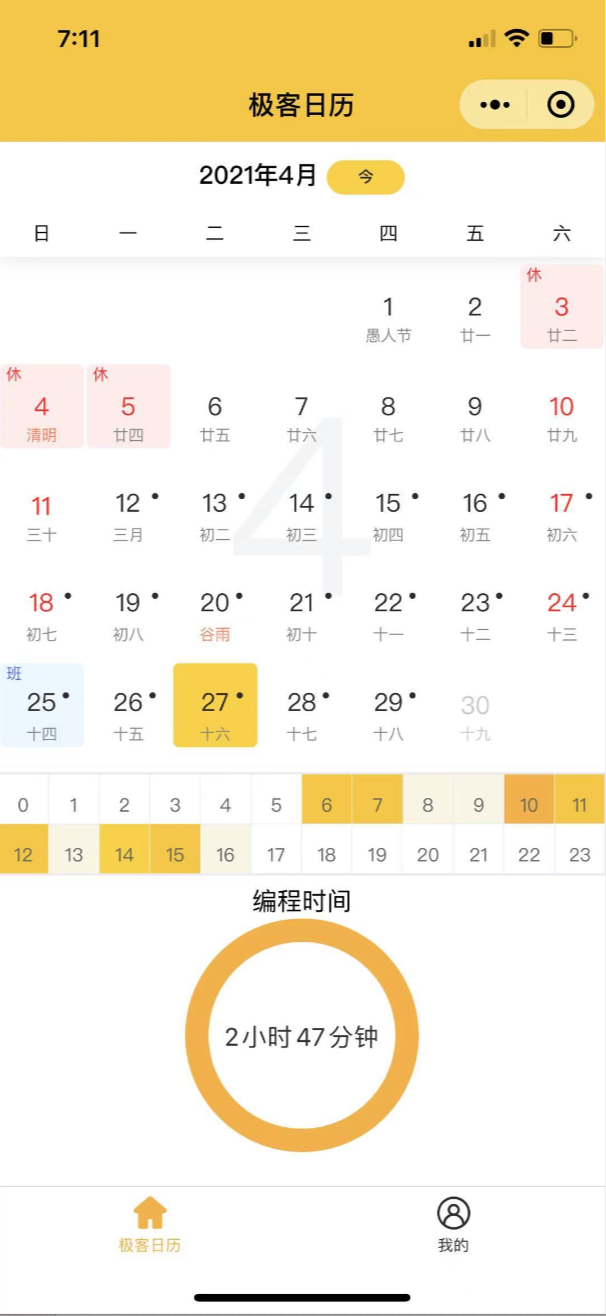 7:11
极客日历
2021年4月 今
日 一 二 三 四 五 六
休
1 2 3
愚人节 廿一 廿二
休 休
4 5 6 7 8 9 10
清明 廿四 廿五 廿六 廿七 廿八 廿九
4
11 12 13 14 15 16 17
三十 三月 初二 初三 初四 初五 初六
18 19 20 21 22 23 24
初七 初八 谷雨 初十 十一 十二 十三
班
25 26 27 28 29 30
十四 十五 十六 十七 十八 十九
0 1 2 3 4 5 6 7 8 9 10 11
12 13 14 15 16 17 18 19 20 21 22 23
编程时间
2小时47分钟
极客日历 我的